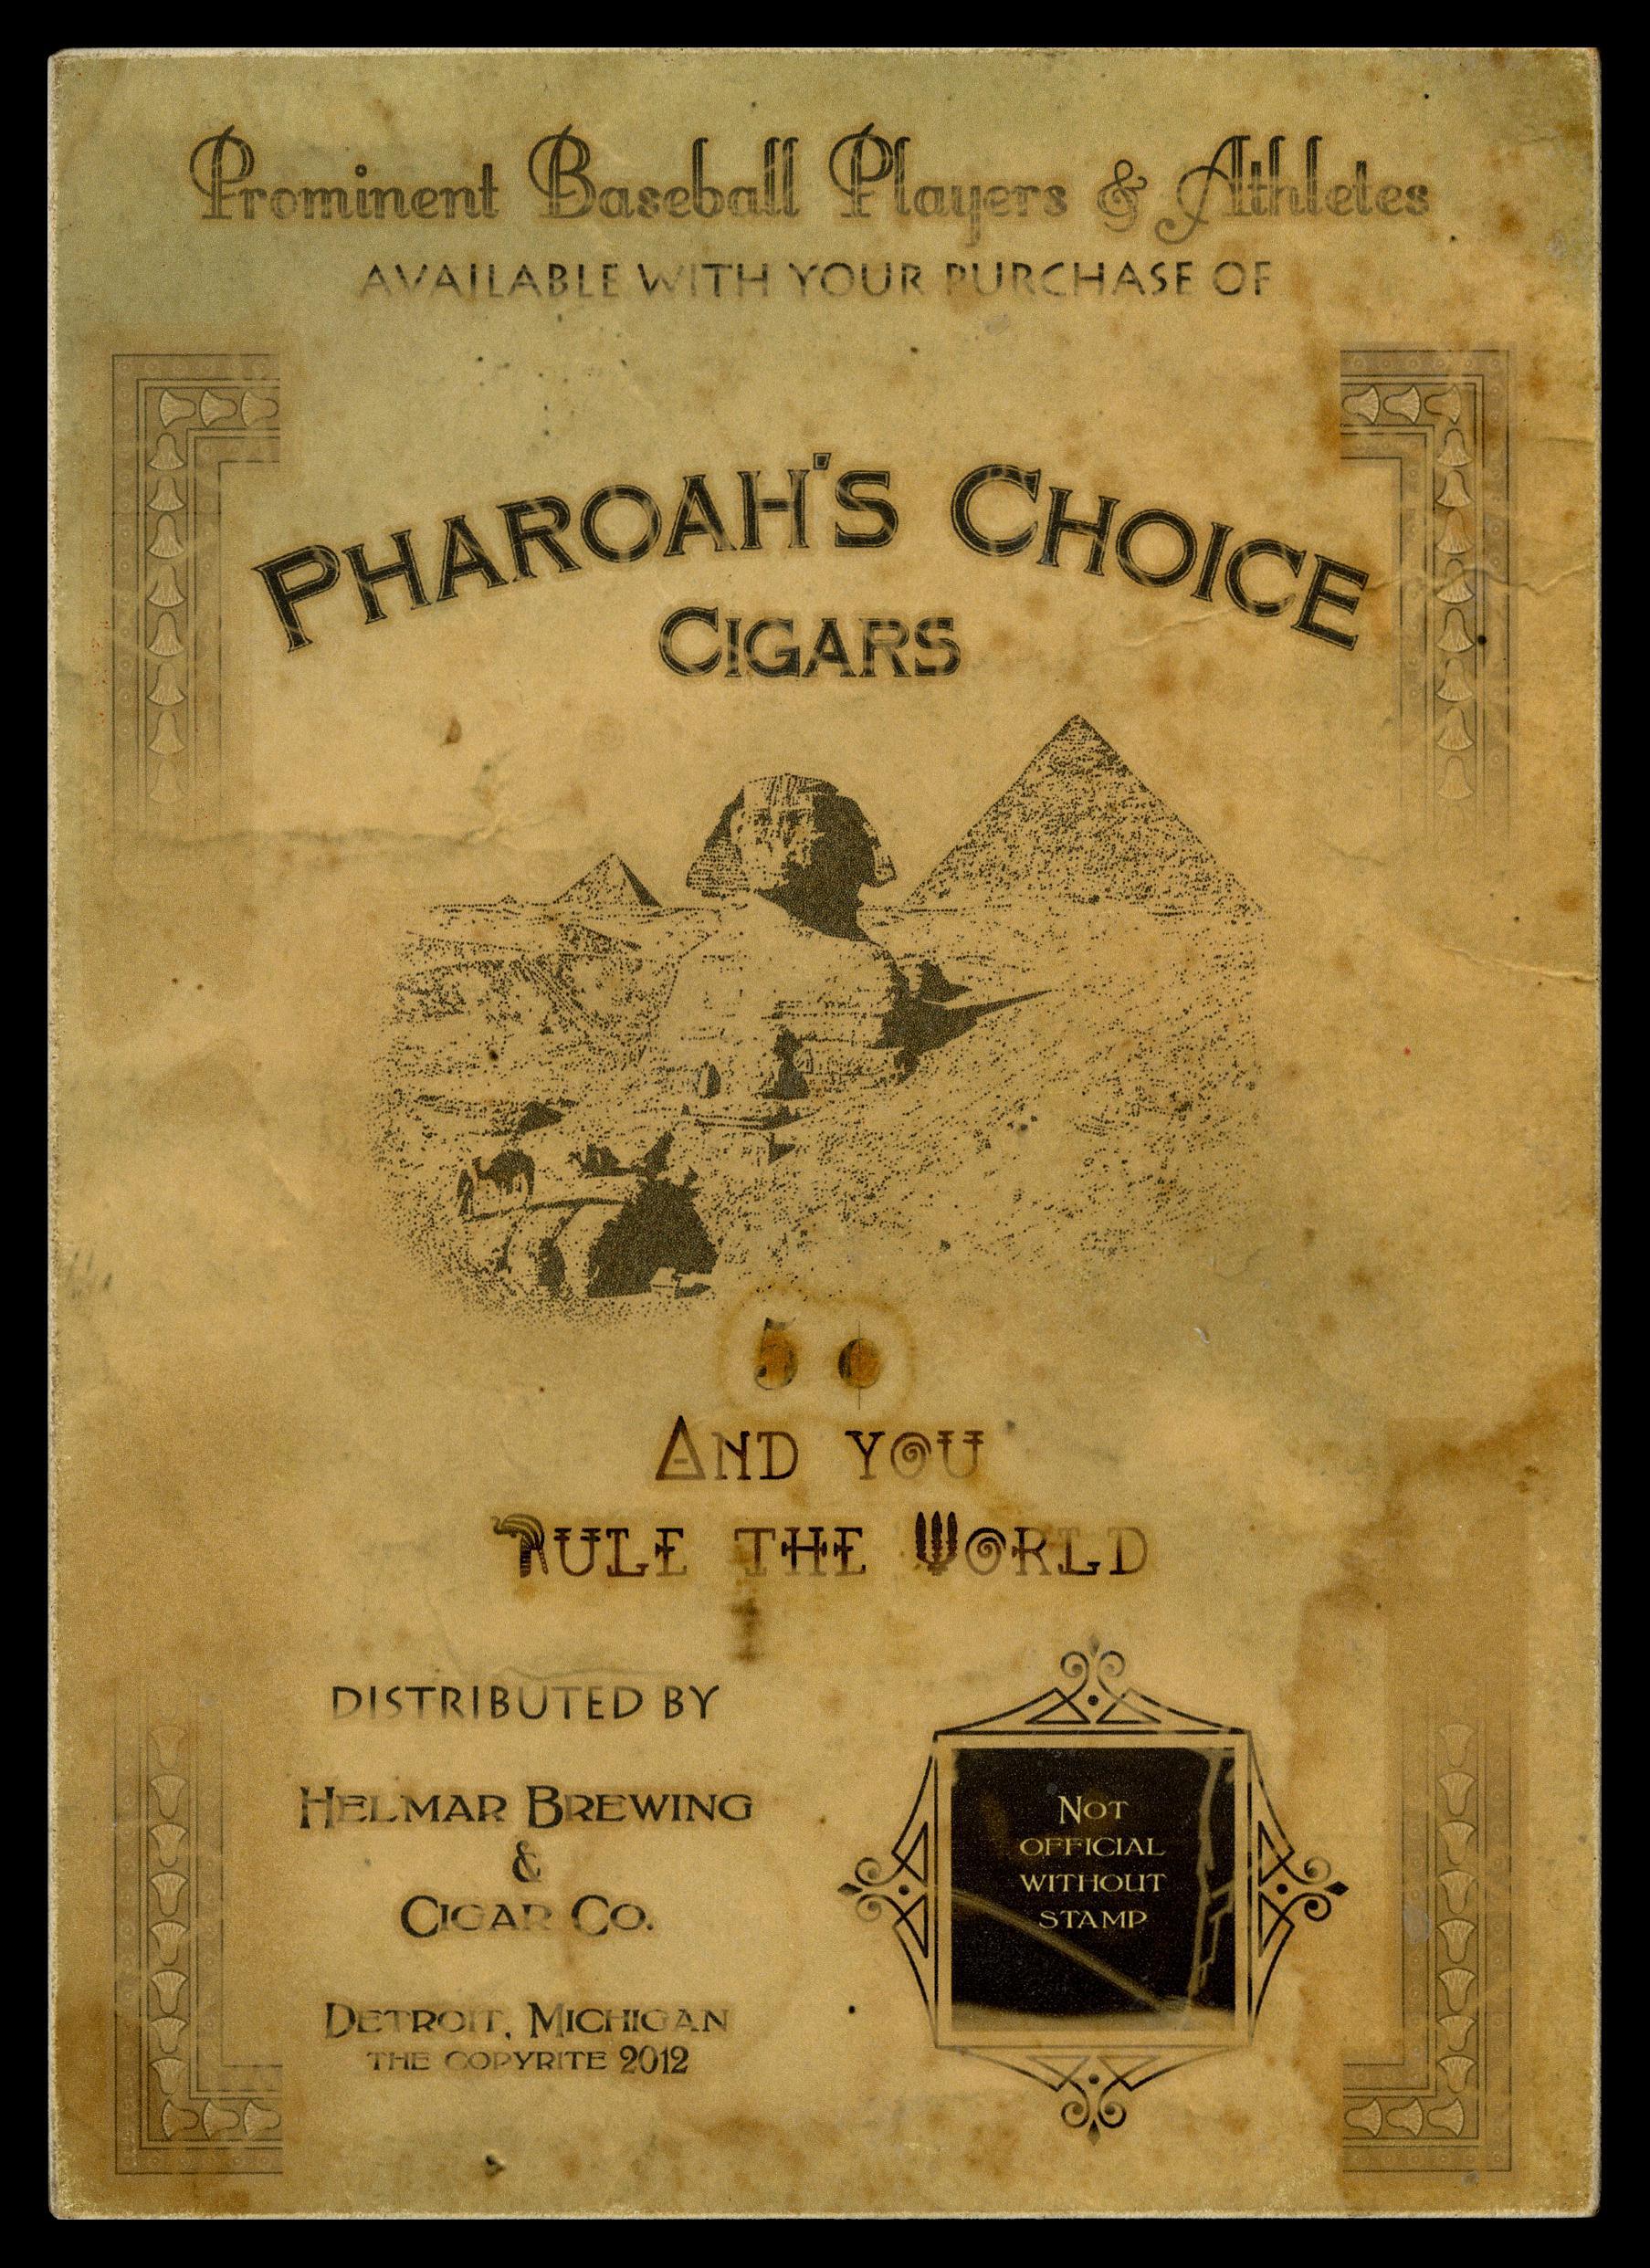 Prominent Baseball Players & Athletes
AVAILABLE WITH YOUR PURCHASE OF
PHAROAH'S CHOICE
CIGARS
5 ¢
AND YOU
RULE THE WORLD
DISTRIBUTED BY
HELMAR BREWING
&
CIGAR CO.
DETROIT, MICHIGAN
THE COPYRITE 2012
NOT
OFFICIAL
WITHOUT
STAMP